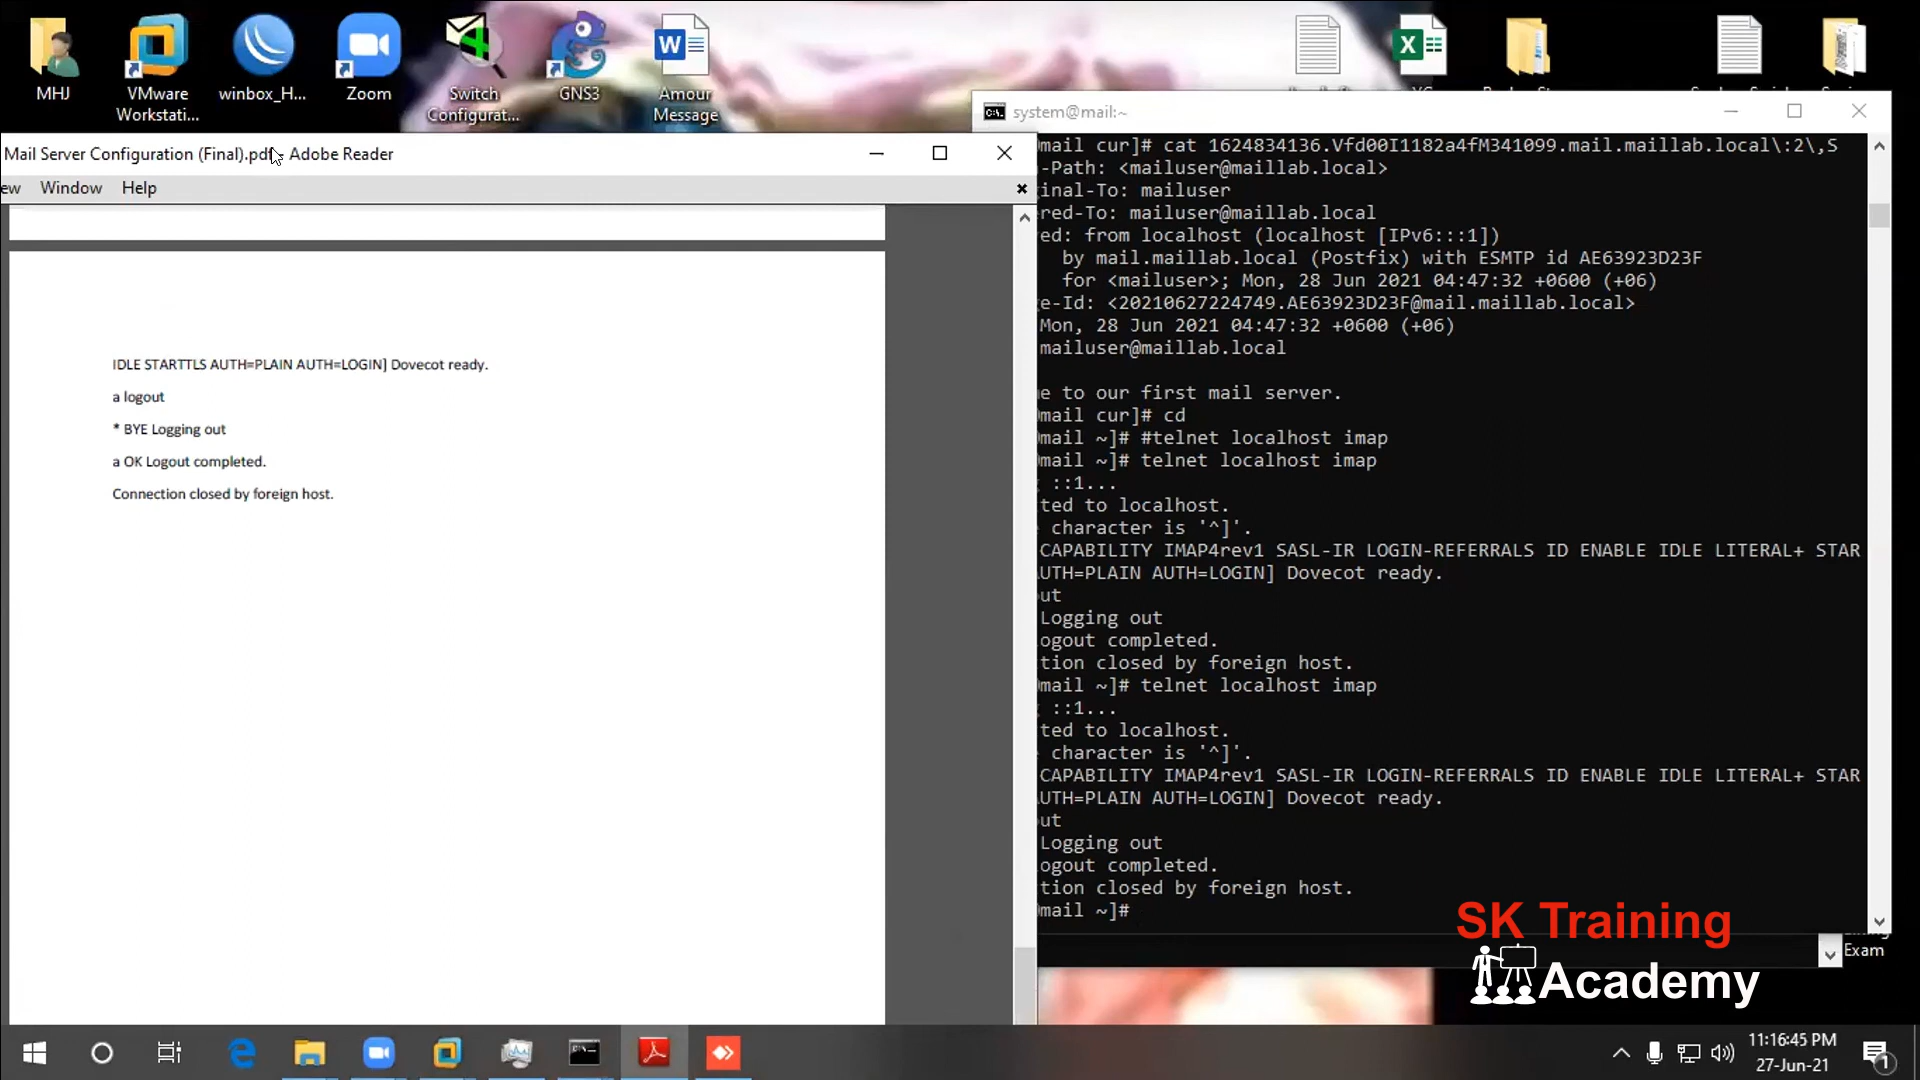 MHJ
VMware
Workstati...
winbox_H...
Zoom
Switch
Configurat...
GNS3
Amour
Message
system@mail:~
Mail Server Configuration (Final).pdf - Adobe Reader
ew Window Help
IDLE STARTTLS AUTH=PLAIN AUTH=LOGIN] Dovecot ready.
a logout
* BYE Logging out
a OK Logout completed.
Connection closed by foreign host.
mail cur]# cat 1624834136.Vfd00I1182a4fM341099.mail.maillab.local\:2\,S
-Path: <mailuser@maillab.local>
inal-To: mailuser
red-To: mailuser@maillab.local
ed: from localhost (localhost [IPv6:::1])
by mail.maillab.local (Postfix) with ESMTP id AE63923D23F
for <mailuser>; Mon, 28 Jun 2021 04:47:32 +0600 (+06)
e-Id: <20210627224749.AE63923D23F@mail.maillab.local>
Mon, 28 Jun 2021 04:47:32 +0600 (+06)
mailuser@maillab.local
e to our first mail server.
mail cur]# cd
mail ~]# #telnet localhost imap
mail ~]# telnet localhost imap
::1...
ted to localhost.
character is '^]'.
CAPABILITY IMAP4rev1 SASL-IR LOGIN-REFERRALS ID ENABLE IDLE LITERAL+ STAR
UTH=PLAIN AUTH=LOGIN] Dovecot ready.
out
Logging out
ogout completed.
tion closed by foreign host.
mail ~]# telnet localhost imap
::1...
ted to localhost.
character is '^]'.
CAPABILITY IMAP4rev1 SASL-IR LOGIN-REFERRALS ID ENABLE IDLE LITERAL+ STAR
UTH=PLAIN AUTH=LOGIN] Dovecot ready.
out
Logging out
ogout completed.
tion closed by foreign host.
mail ~]#
SK Training
Academy
Exam
11:16:45 PM
27-Jun-21
1